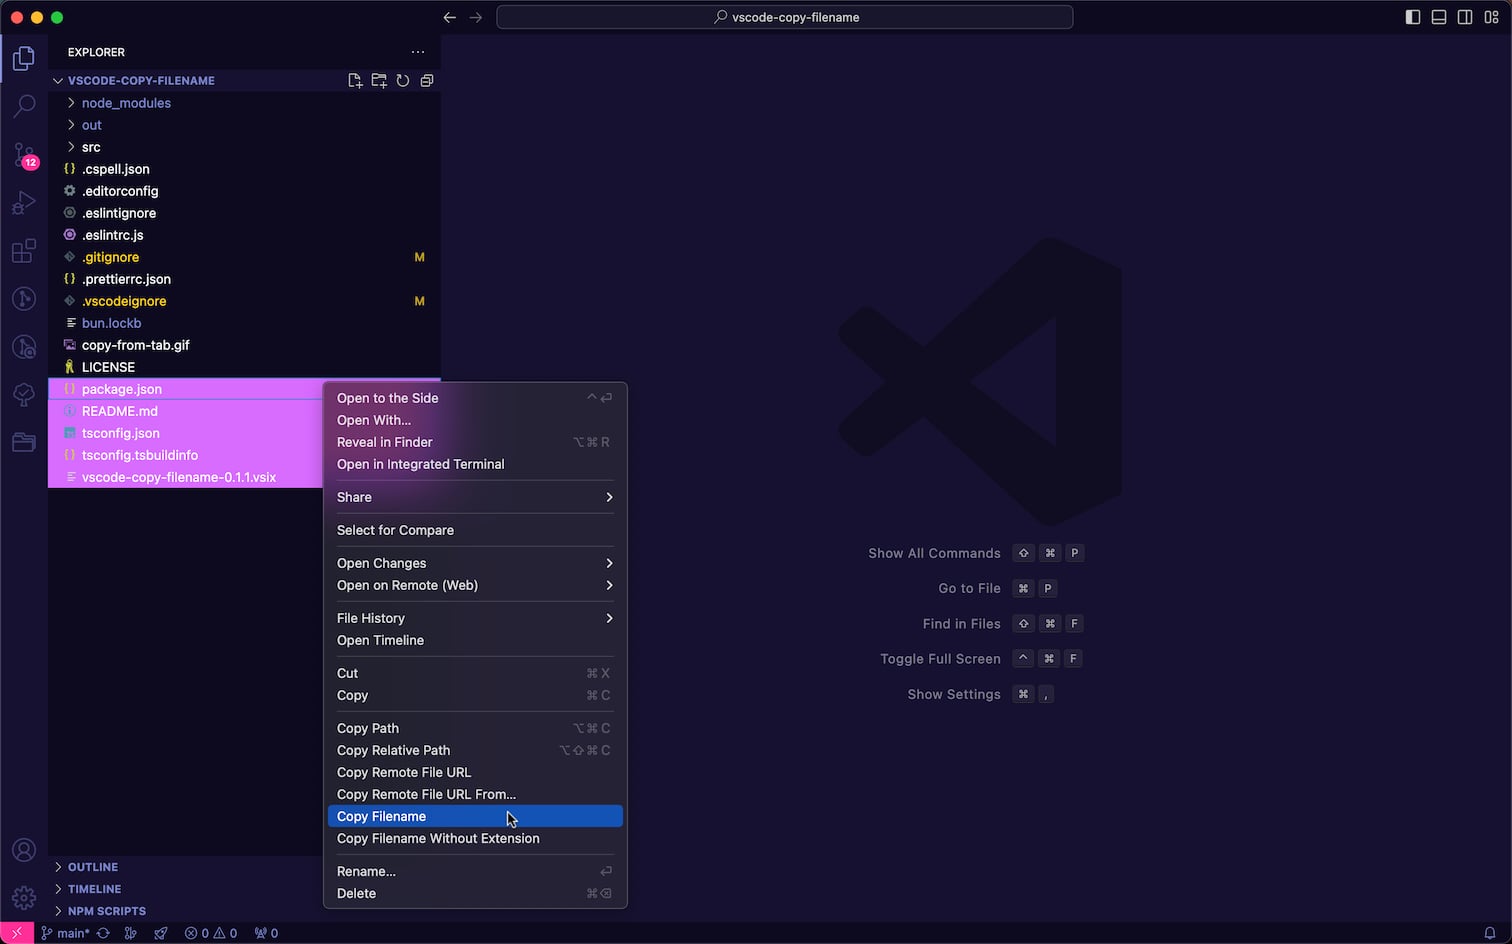 vscode-copy-filename
EXPLORER
VSCODE-COPY-FILENAME
node_modules
out
src
.cspell.json
.editorconfig
.eslintignore
.eslintrc.js
.gitignore M
.prettierrc.json
.vscodeignore M
bun.lockb
copy-from-tab.gif
LICENSE
package.json
README.md
tsconfig.json
tsconfig.tsbuildinfo
vscode-copy-filename-0.1.1.vsix
12
OUTLINE
TIMELINE
NPM SCRIPTS
Open to the Side ⌃⏎
Open With...
Reveal in Finder ⌥⌘R
Open in Integrated Terminal
Share
Select for Compare
Open Changes
Open on Remote (Web)
File History
Open Timeline
Cut ⌘X
Copy ⌘C
Copy Path ⌥⌘C
Copy Relative Path ⌥⇧⌘C
Copy Remote File URL
Copy Remote File URL From...
Copy Filename
Copy Filename Without Extension
Rename... ⏎
Delete ⌘⌫
Show All Commands ⇧ ⌘ P
Go to File ⌘ P
Find in Files ⇧ ⌘ F
Toggle Full Screen ⌃ ⌘ F
Show Settings ⌘ ,
main* 0 0 0